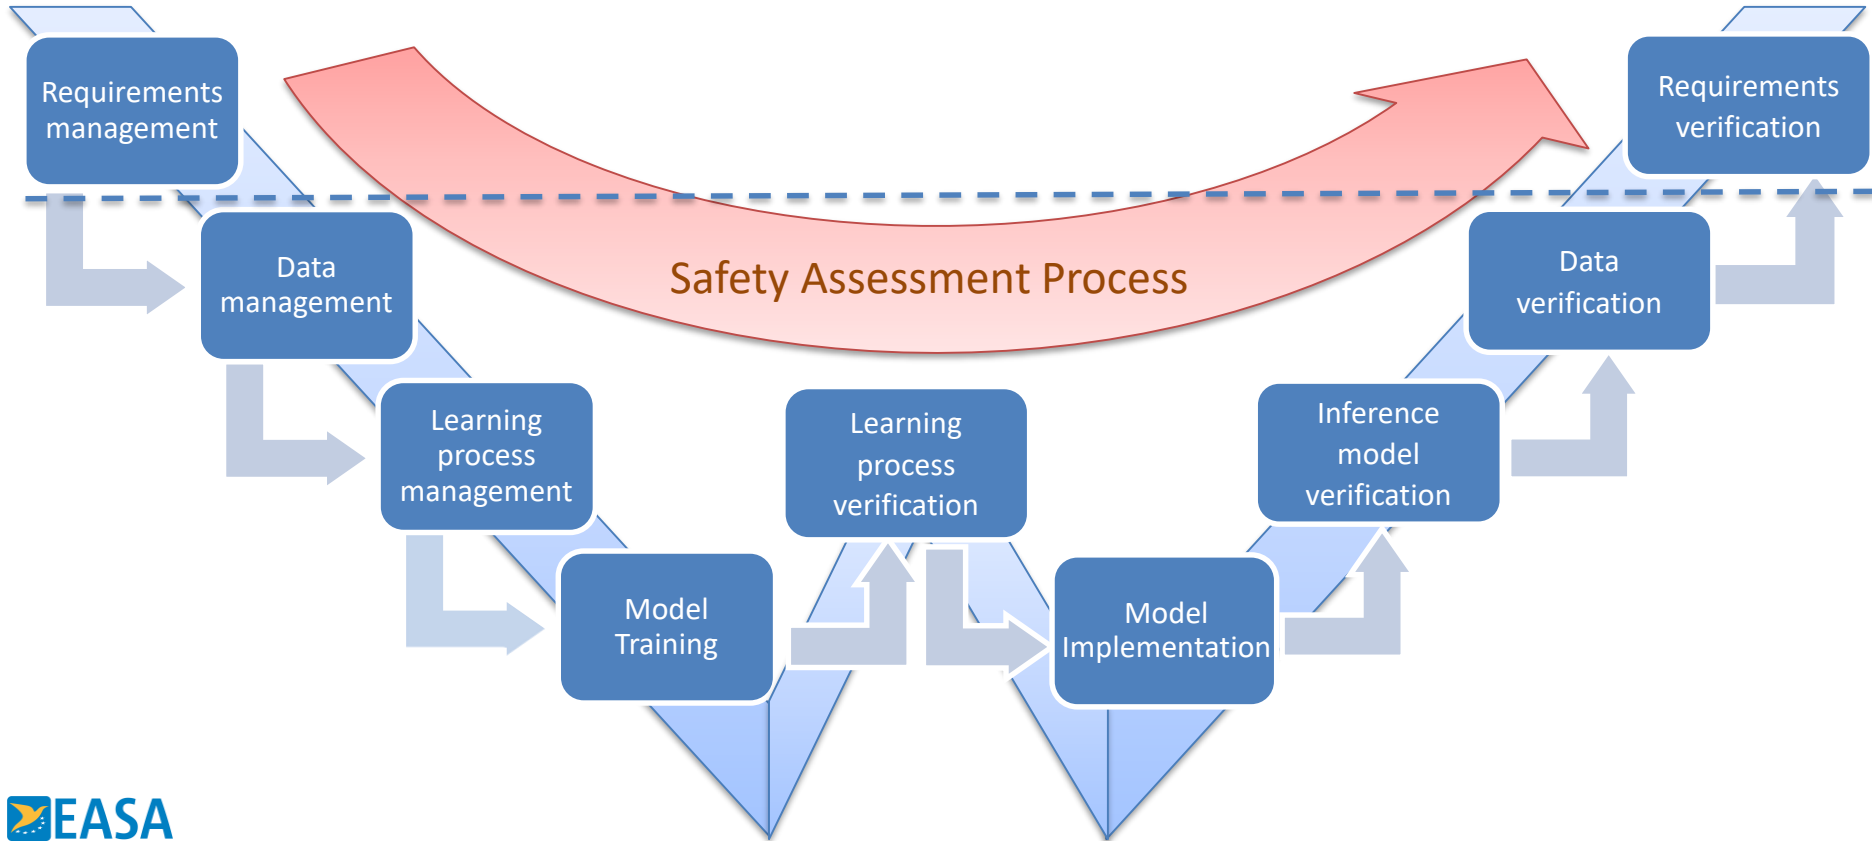 Requirements
management
Data
management
Learning
process
management
Model
Training
Learning
process
verification
Model
Implementation
Inference
model
verification
Data
verification
Requirements
verification
Safety Assessment Process
EASA